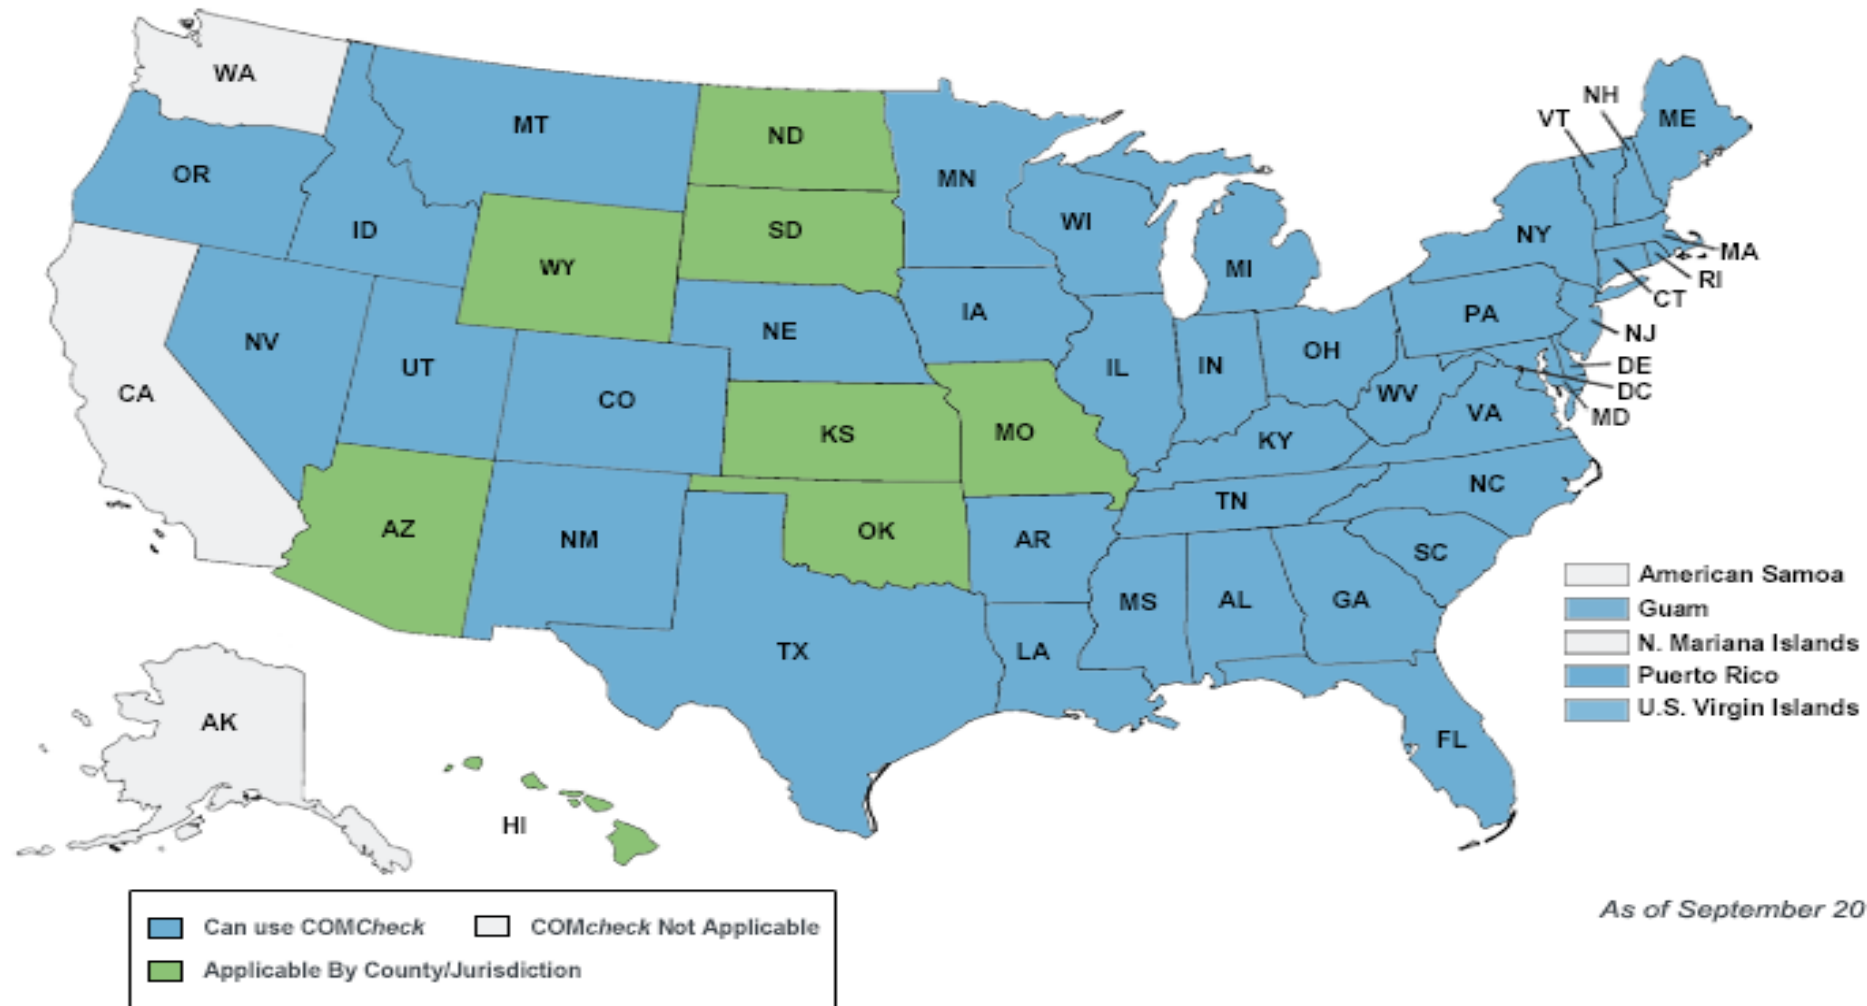 WA
MT
ND
MN
VT
NH
ME
OR
ID
SD
WI
NY
MA
WY
MI
RI
CT
NE
IA
PA
NJ
NV
UT
CO
IL
IN
OH
DE
DC
MD
CA
KS
MO
WV
VA
KY
AZ
NM
OK
AR
TN
NC
SC
MS
AL
GA
TX
LA
FL
AK
HI
American Samoa
Guam
N. Mariana Islands
Puerto Rico
U.S. Virgin Islands
As of September 20
Can use COMCheck
COMcheck Not Applicable
Applicable By County/Jurisdiction